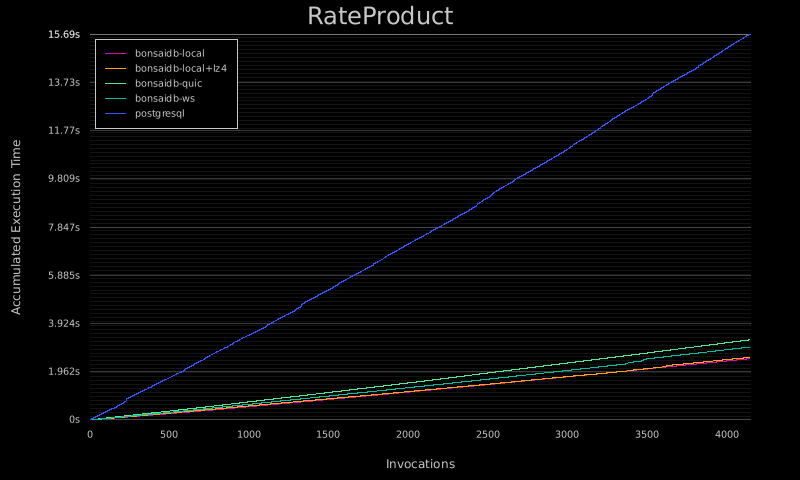 RateProduct
15.69s
13.73s
11.77s
9.809s
7.847s
5.885s
3.924s
1.962s
0s
Accumulated Execution Time
bonsaidb-local
bonsaidb-local+lz4
bonsaidb-quic
bonsaidb-ws
postgresql
0 500 1000 1500 2000 2500 3000 3500 4000
Invocations